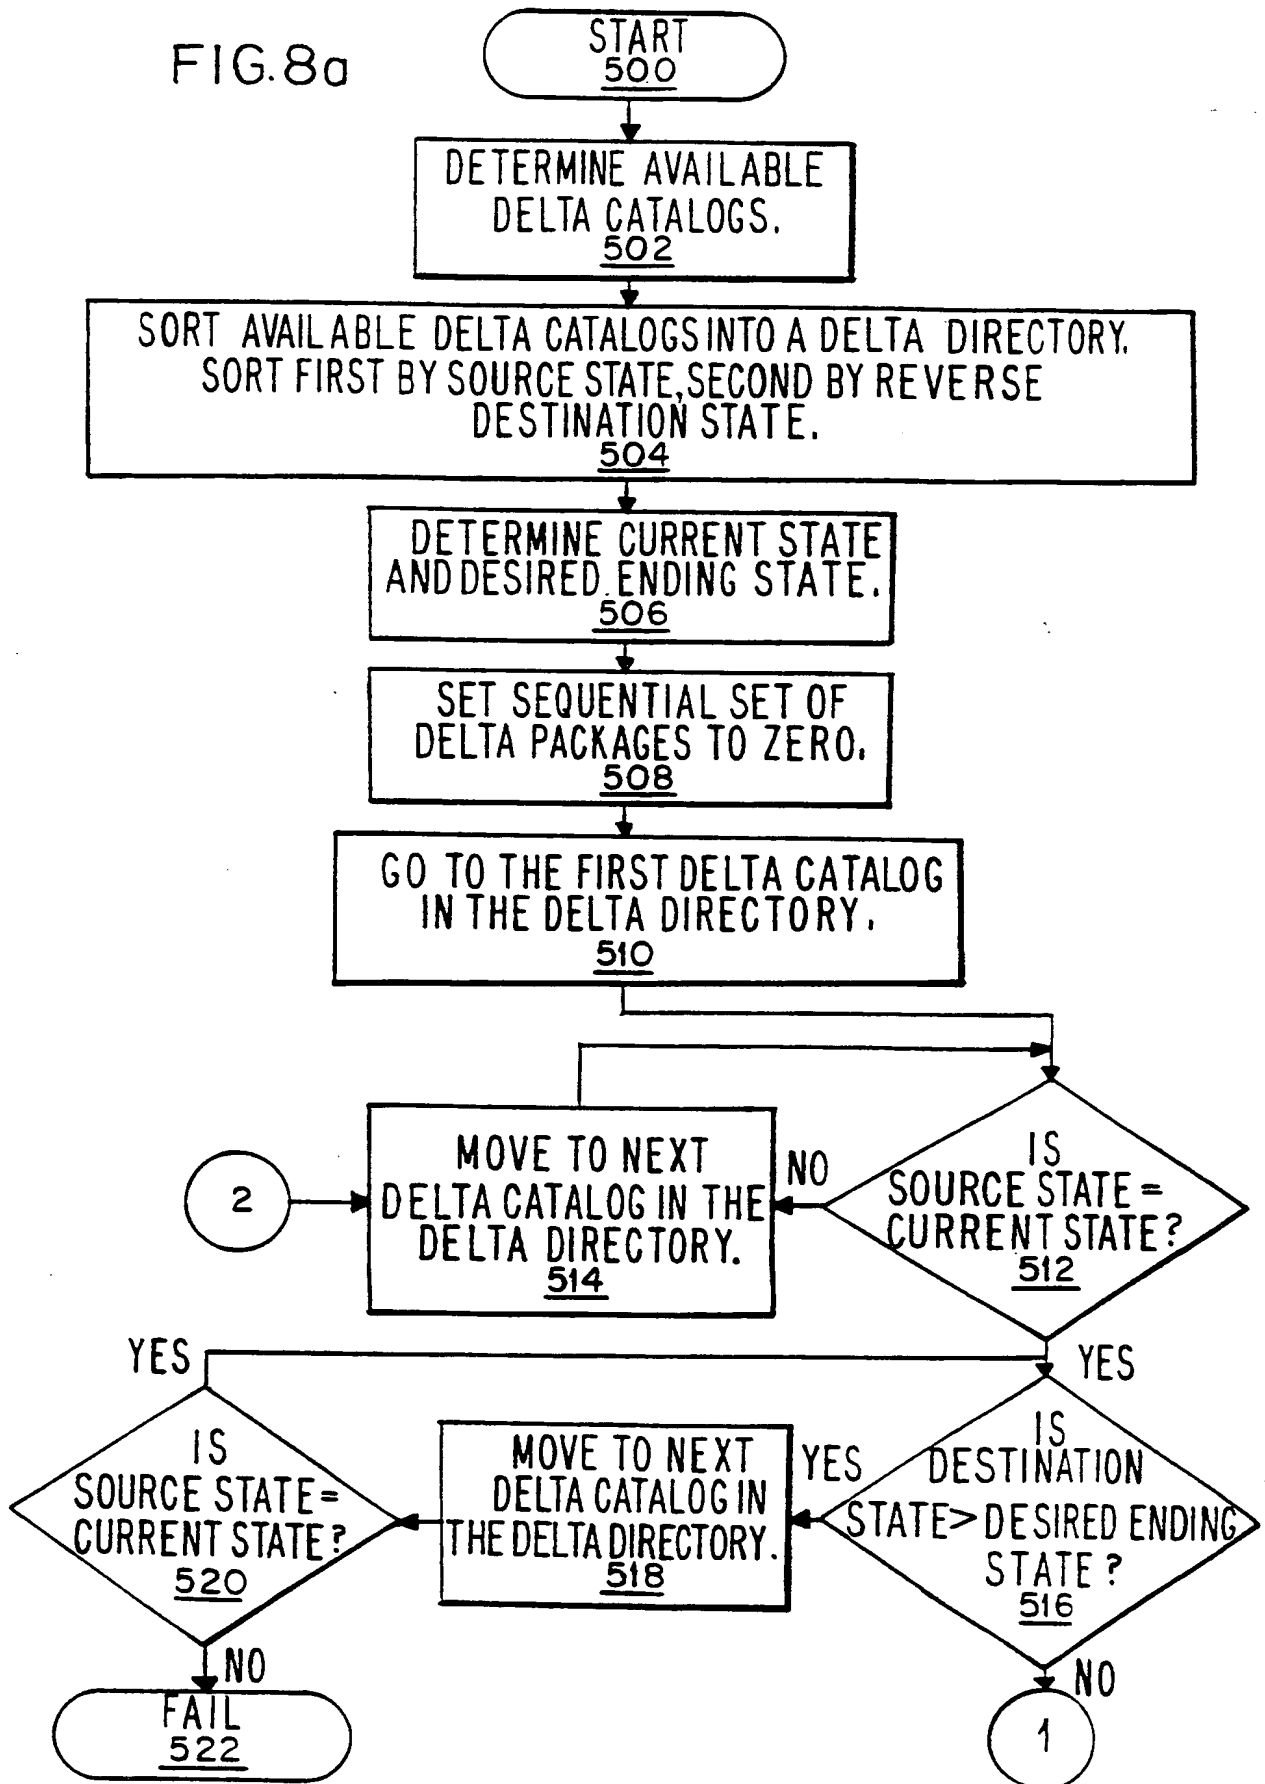 FIG.8a
START
500
DETERMINE AVAILABLE
DELTA CATALOGS.
502
SORT AVAILABLE DELTA CATALOGS INTO A DELTA DIRECTORY.
SORT FIRST BY SOURCE STATE, SECOND BY REVERSE
DESTINATION STATE.
504
DETERMINE CURRENT STATE
AND DESIRED ENDING STATE.
506
SET SEQUENTIAL SET OF
DELTA PACKAGES TO ZERO.
508
GO TO THE FIRST DELTA CATALOG
IN THE DELTA DIRECTORY.
510
2
MOVE TO NEXT
DELTA CATALOG IN THE
DELTA DIRECTORY.
514
NO
IS
SOURCE STATE =
CURRENT STATE?
512
YES
YES
IS
SOURCE STATE =
CURRENT STATE?
520
MOVE TO NEXT
DELTA CATALOG IN
THE DELTA DIRECTORY.
518
YES
IS
DESTINATION
STATE > DESIRED ENDING
STATE?
516
NO
FAIL
522
NO
1